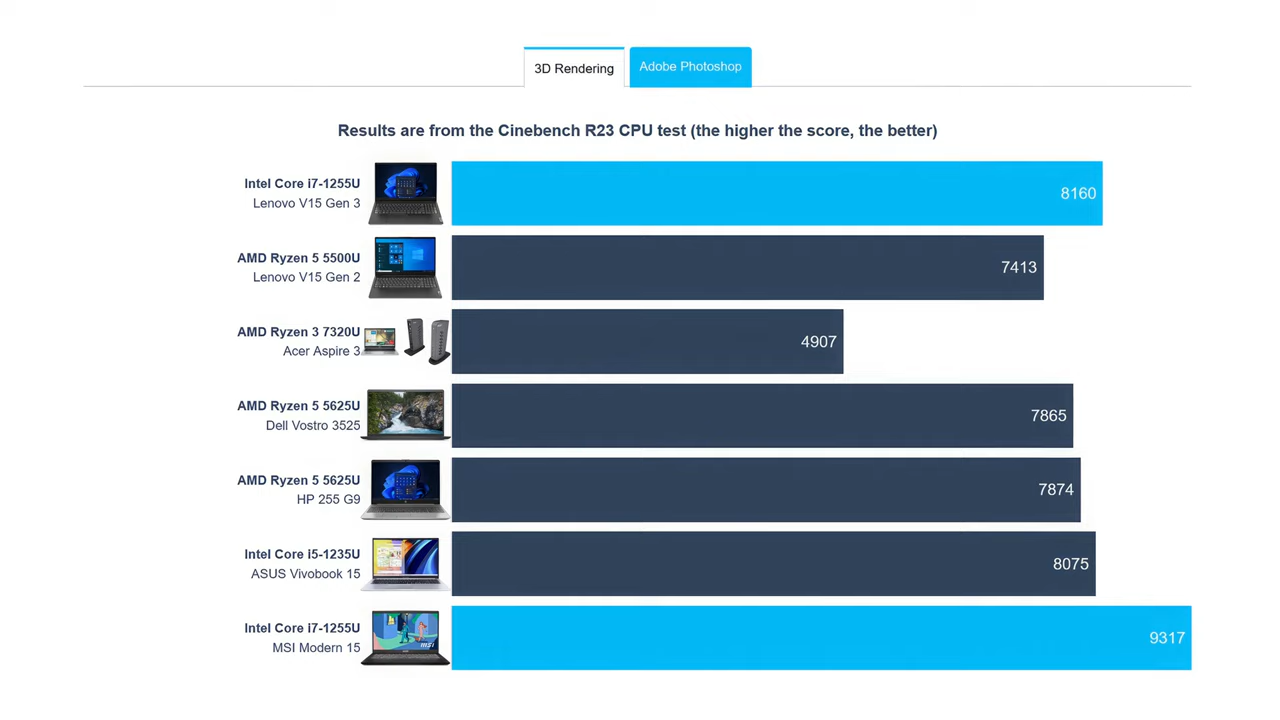 3D Rendering
Adobe Photoshop
Results are from the Cinebench R23 CPU test (the higher the score, the better)
Intel Core i7-1255U
Lenovo V15 Gen 3
8160
AMD Ryzen 5 5500U
Lenovo V15 Gen 2
7413
AMD Ryzen 3 7320U
Acer Aspire 3
4907
AMD Ryzen 5 5625U
Dell Vostro 3525
7865
AMD Ryzen 5 5625U
HP 255 G9
7874
Intel Core i5-1235U
ASUS Vivobook 15
8075
Intel Core i7-1255U
MSI Modern 15
msi
9317